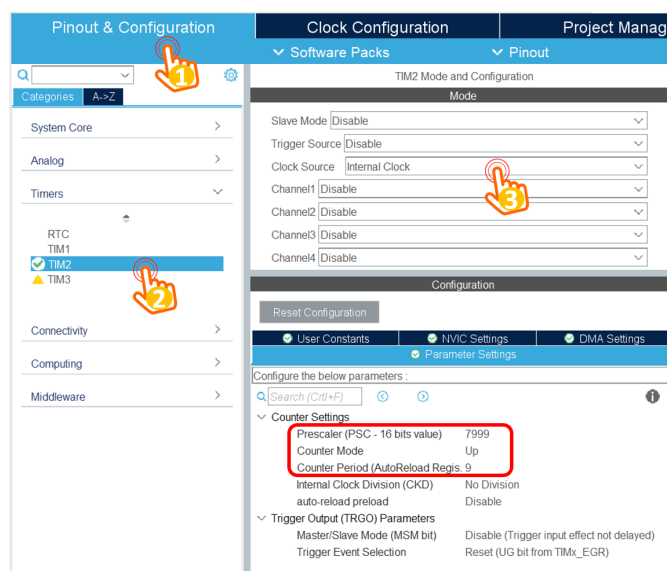 Pinout & Configuration Clock Configuration Project Manag
Software Packs Pinout
1
TIM2 Mode and Configuration
Categories A->Z
Mode
System Core
Slave Mode Disable
Trigger Source Disable
Analog
Clock Source Internal Clock
Timers
Channel1 Disable
3
Channel2 Disable
RTC
Channel3 Disable
TIM1
TIM2
Channel4 Disable
TIM3
2
Configuration
Reset Configuration
Connectivity
User Constants NVIC Settings DMA Settings
Parameter Settings
Computing
Configure the below parameters :
Middleware
Search (Crtl+F)
Counter Settings
Prescaler (PSC - 16 bits value) 7999
Counter Mode Up
Counter Period (AutoReload Regis. 9
Internal Clock Division (CKD) No Division
auto-reload preload Disable
Trigger Output (TRGO) Parameters
Master/Slave Mode (MSM bit) Disable (Trigger input effect not delayed)
Trigger Event Selection Reset (UG bit from TIMx_EGR)